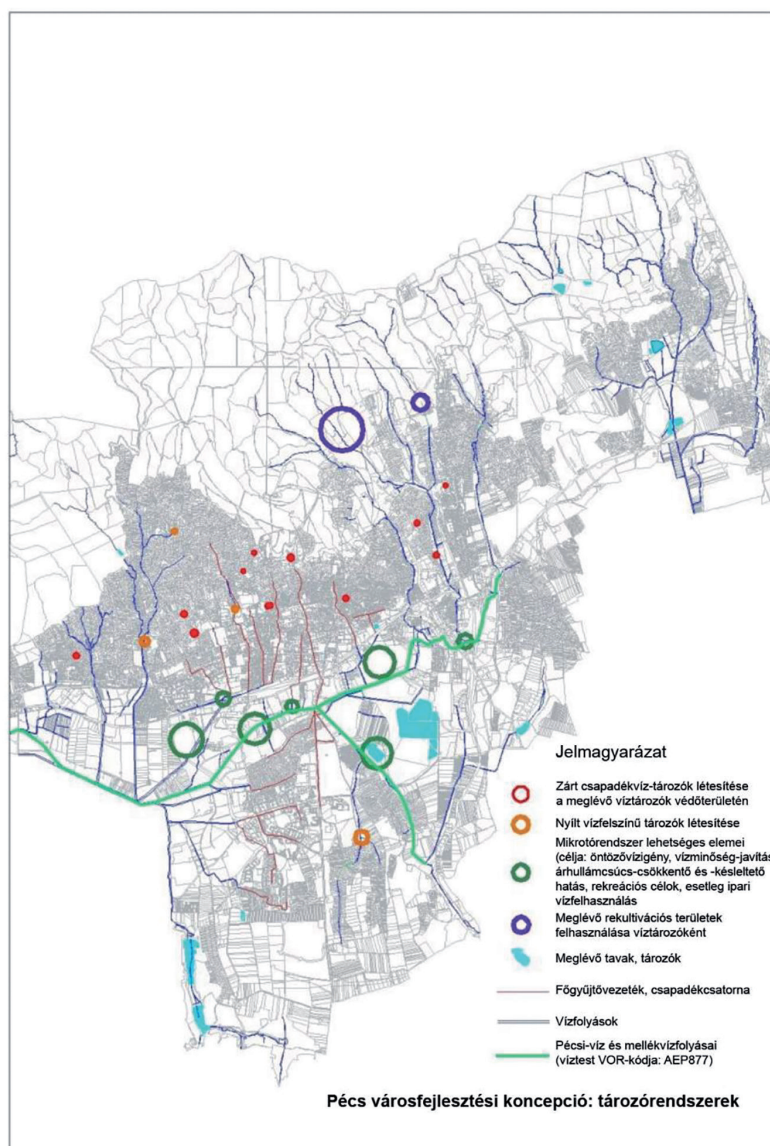 Jelmagyarázat
Zárt csapadékvíz-tározók létesítése
a meglévő víztározók védőterületén
Nyílt vízfelszínű tározók létesítése
Mikrotórendszer lehetséges elemei
(célja: öntözővízigény, vízminőség-javítás
árhullámcsúcs-csökkentő és -késleltető
hatás, rekreációs célok, esetleg ipari
vízfelhasználás
Meglévő rekultivációs területek
felhasználása víztározóként
Meglévő tavak, tározók
Főgyűjtővezeték, csapadékcsatorna
Vízfolyások
Pécsi-víz és mellékvízfolyásai
(víztest VOR-kódja: AEP877)
Pécs városfejlesztési koncepció: tározórendszerek